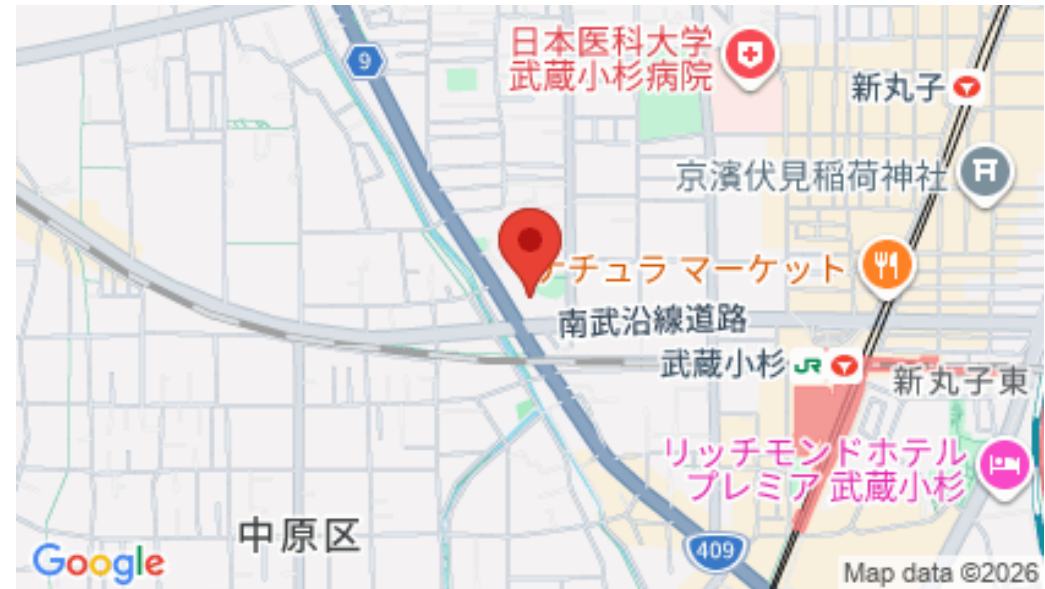 9
日本医科大学
武蔵小杉病院
新丸子
京濱伏見稲荷神社
ナチュラ マーケット
南武沿線道路
武蔵小杉
JR
新丸子東
リッチモンドホテル
プレミア 武蔵小杉
中原区
409
Google
Map data ©2026